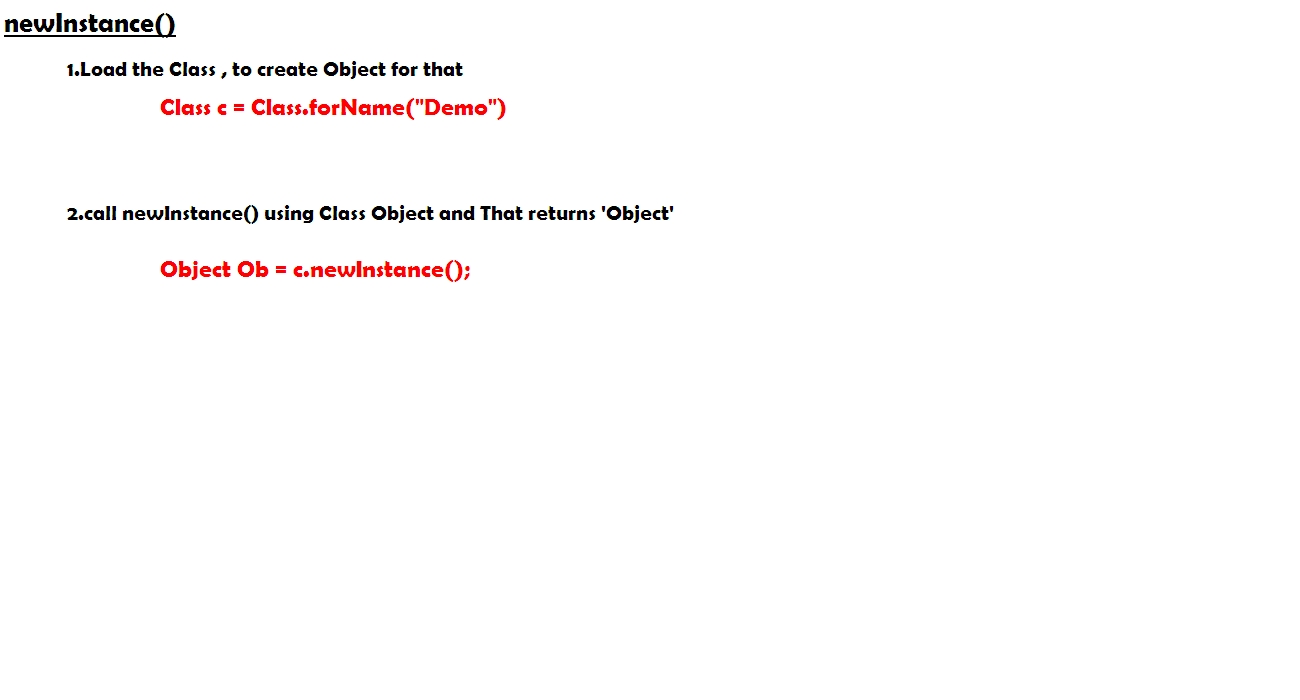 newInstance()
1.Load the Class , to create Object for that
Class c = Class.forName("Demo")
2.call newInstance() using Class Object and That returns 'Object'
Object Ob = c.newInstance();